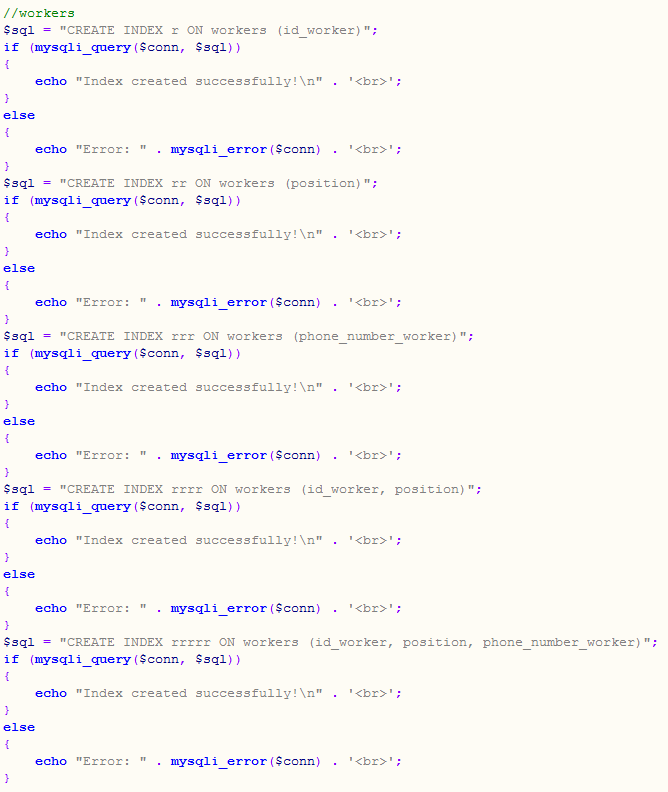 //workers
$sql = "CREATE INDEX r ON workers (id_worker)";
if (mysqli_query($conn, $sql))
{
    echo "Index created successfully!\n" . '<br>';
}
else
{
    echo "Error: " . mysqli_error($conn) . '<br>';
}
$sql = "CREATE INDEX rr ON workers (position)";
if (mysqli_query($conn, $sql))
{
    echo "Index created successfully!\n" . '<br>';
}
else
{
    echo "Error: " . mysqli_error($conn) . '<br>';
}
$sql = "CREATE INDEX rrr ON workers (phone_number_worker)";
if (mysqli_query($conn, $sql))
{
    echo "Index created successfully!\n" . '<br>';
}
else
{
    echo "Error: " . mysqli_error($conn) . '<br>';
}
$sql = "CREATE INDEX rrrr ON workers (id_worker, position)";
if (mysqli_query($conn, $sql))
{
    echo "Index created successfully!\n" . '<br>';
}
else
{
    echo "Error: " . mysqli_error($conn) . '<br>';
}
$sql = "CREATE INDEX rrrrr ON workers (id_worker, position, phone_number_worker)";
if (mysqli_query($conn, $sql))
{
    echo "Index created successfully!\n" . '<br>';
}
else
{
    echo "Error: " . mysqli_error($conn) . '<br>';
}